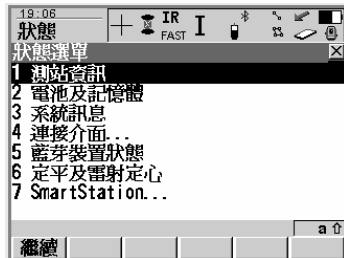 19:06
狀態
IR
FAST
I
狀態選單
1 測站資訊
2 電池及記憶體
3 系統訊息
4 連接介面...
5 藍芽裝置狀態
6 定平及雷射定心
7 SmartStation...
a
繼續